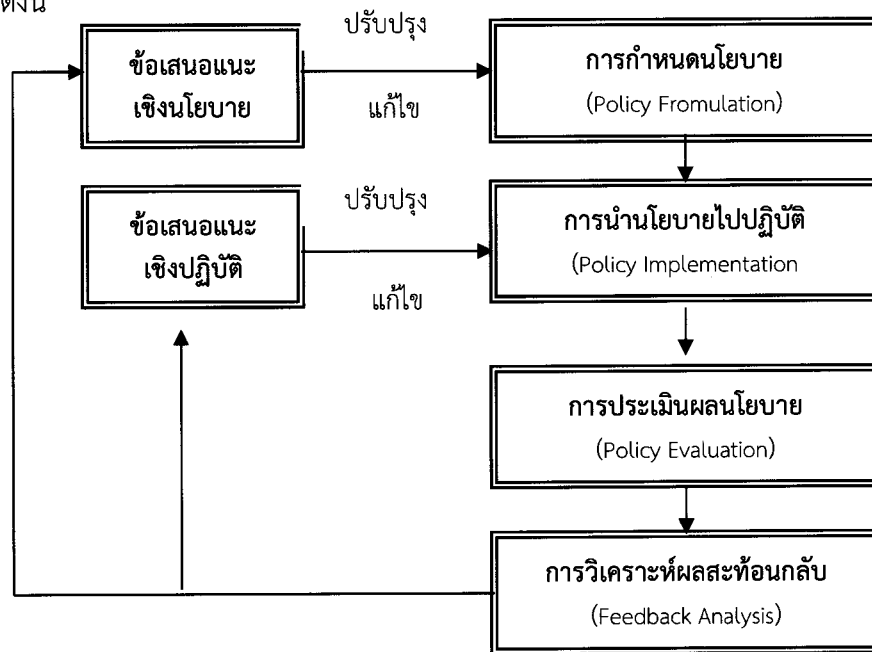 ดังนี้
ปรับปรุง
ข้อเสนอแนะ
เชิงนโยบาย
แก้ไข
การกำหนดนโยบาย
(Policy Fromulation)
ปรับปรุง
ข้อเสนอแนะ
เชิงปฏิบัติ
แก้ไข
การนำนโยบายไปปฏิบัติ
(Policy Implementation
การประเมินผลนโยบาย
(Policy Evaluation)
การวิเคราะห์ผลสะท้อนกลับ
(Feedback Analysis)